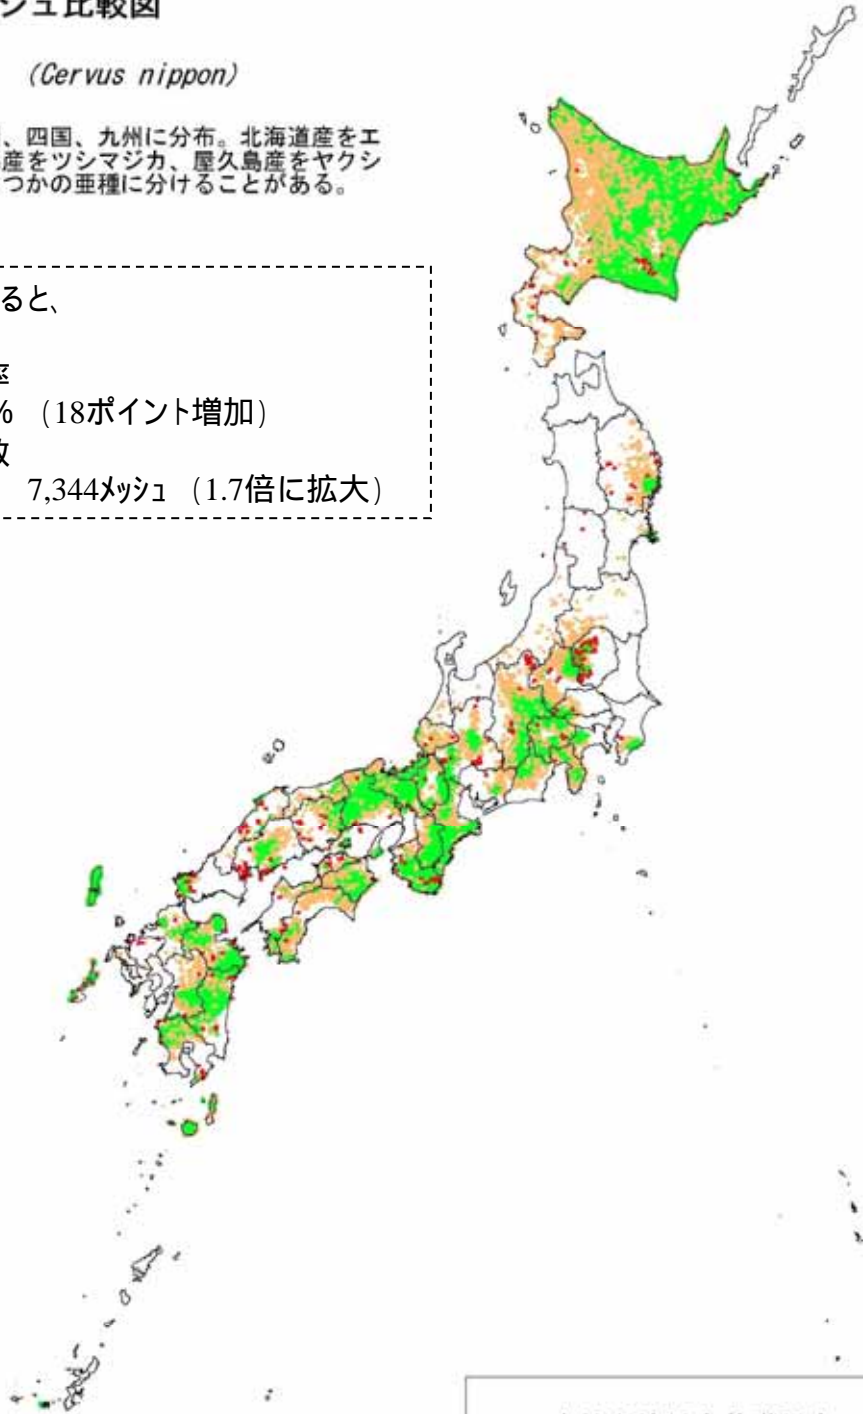 シュ比較図
(Cervus nippon)
、四国、九州に分布。北海道産をエ
産をツシマジカ、屋久島産をヤクシ
つかの亜種に分けることがある。
ると、
率
% (18ポイント増加)
数
7,344メッシュ (1.7倍に拡大)